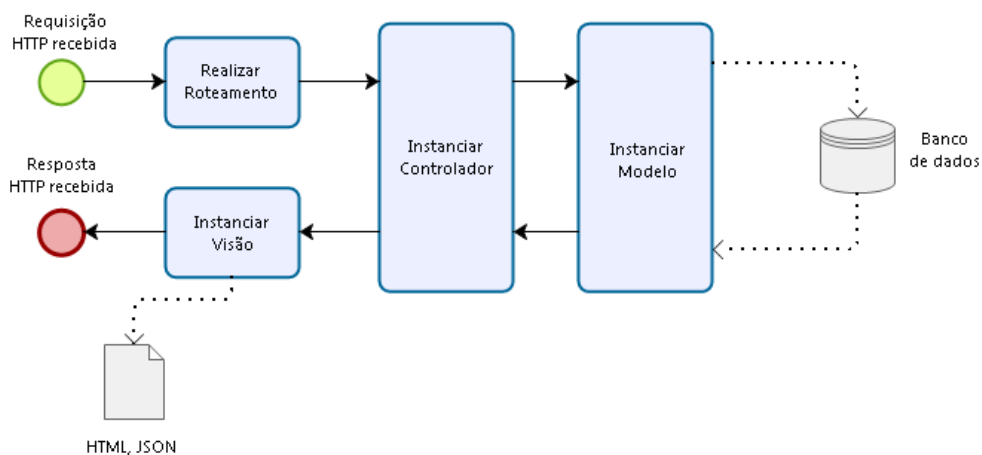 Requisição
HTTP recebida
Realizar
Roteamento
Instanciar
Controlador
Instanciar
Modelo
Banco
de dados
Resposta
HTTP recebida
Instanciar
Visão
HTML, JSON